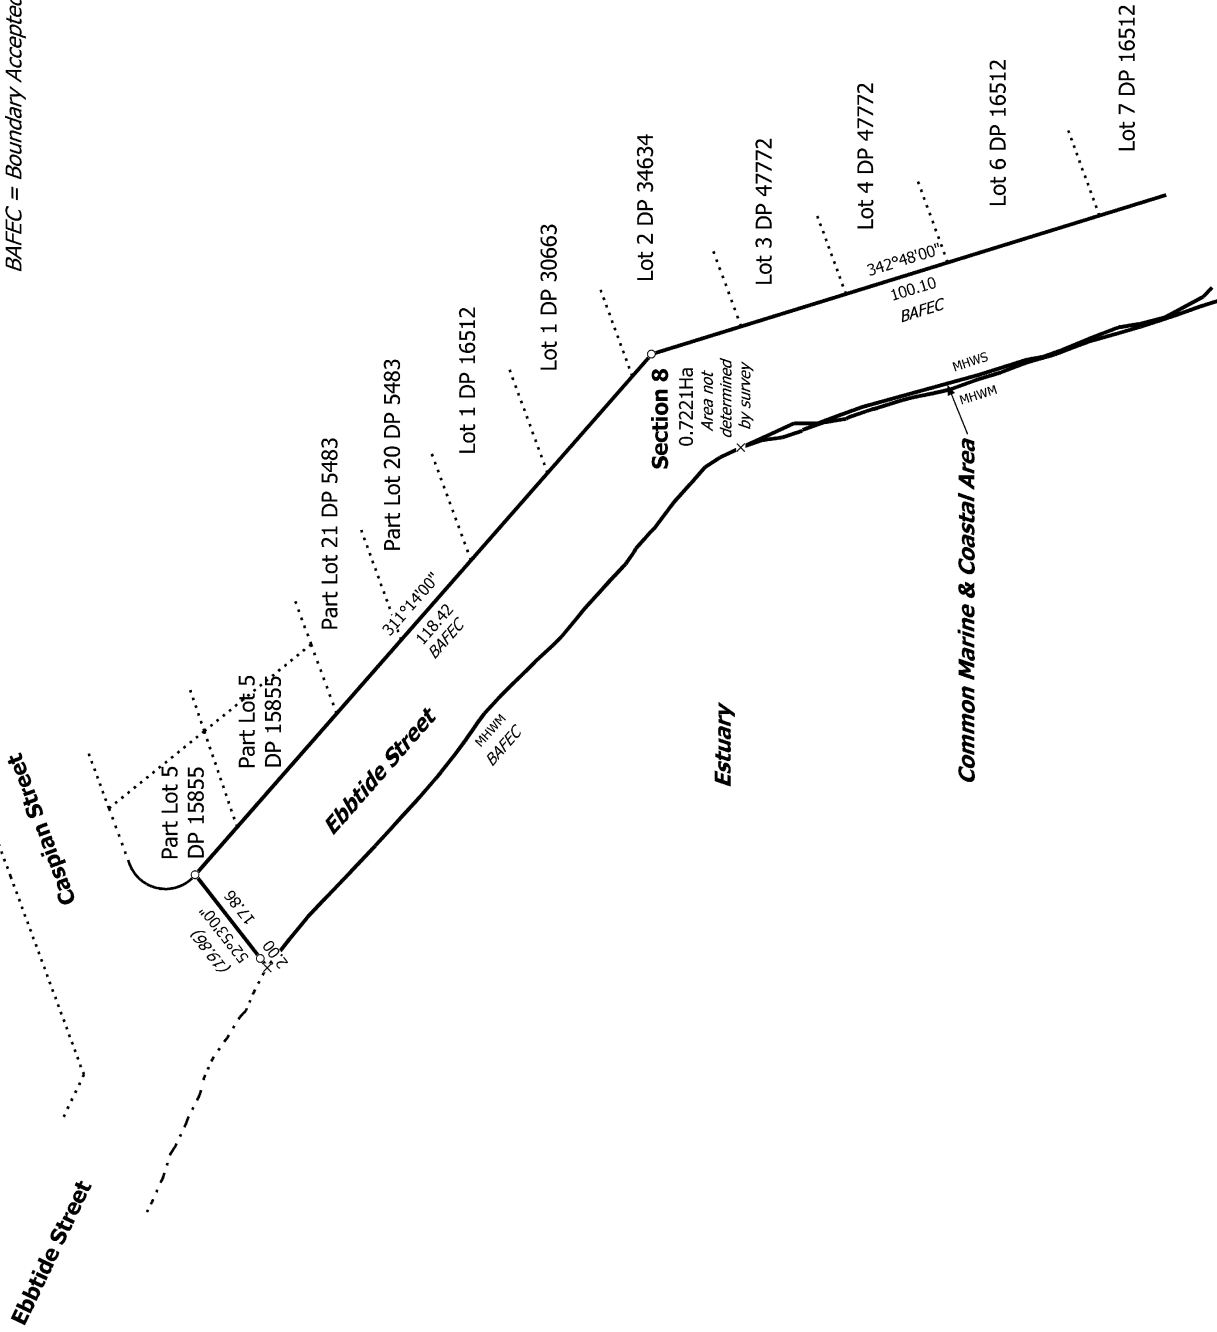 BAFEC = Boundary Accepted
Caspian Street
Ebbtide Street
Part Lot 5
DP 15855
Part Lot 5
DP 15855
Part Lot 21 DP 5483
Part Lot 20 DP 5483
Lot 1 DP 16512
Lot 1 DP 30663
Lot 2 DP 34634
Lot 3 DP 47772
Lot 4 DP 47772
Lot 6 DP 16512
Lot 7 DP 16512
(19.86)
52°53'00"
17.86
2.00
311°14'00"
118.42
BAFEC
Ebbtide Street
MHWM
BAFEC
Section 8
0.7221Ha
Area not
determined
by survey
342°48'00"
100.10
BAFEC
MHWS
MHWM
Estuary
Common Marine & Coastal Area